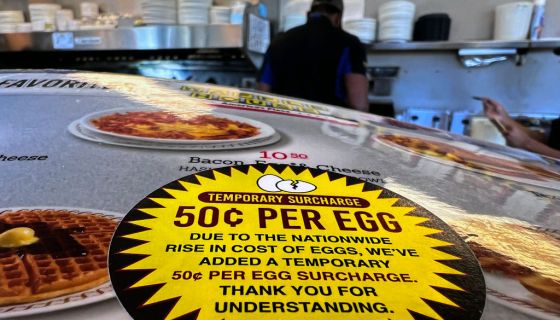 FAVORITE
10.50
Bacon, Egg & Cheese
cheese
TEMPORARY SURCHARGE
50¢ PER EGG
DUE TO THE NATIONWIDE
RISE IN COST OF EGGS, WE'VE
ADDED A TEMPORARY
50¢ PER EGG SURCHARGE.
THANK YOU FOR
UNDERSTANDING.